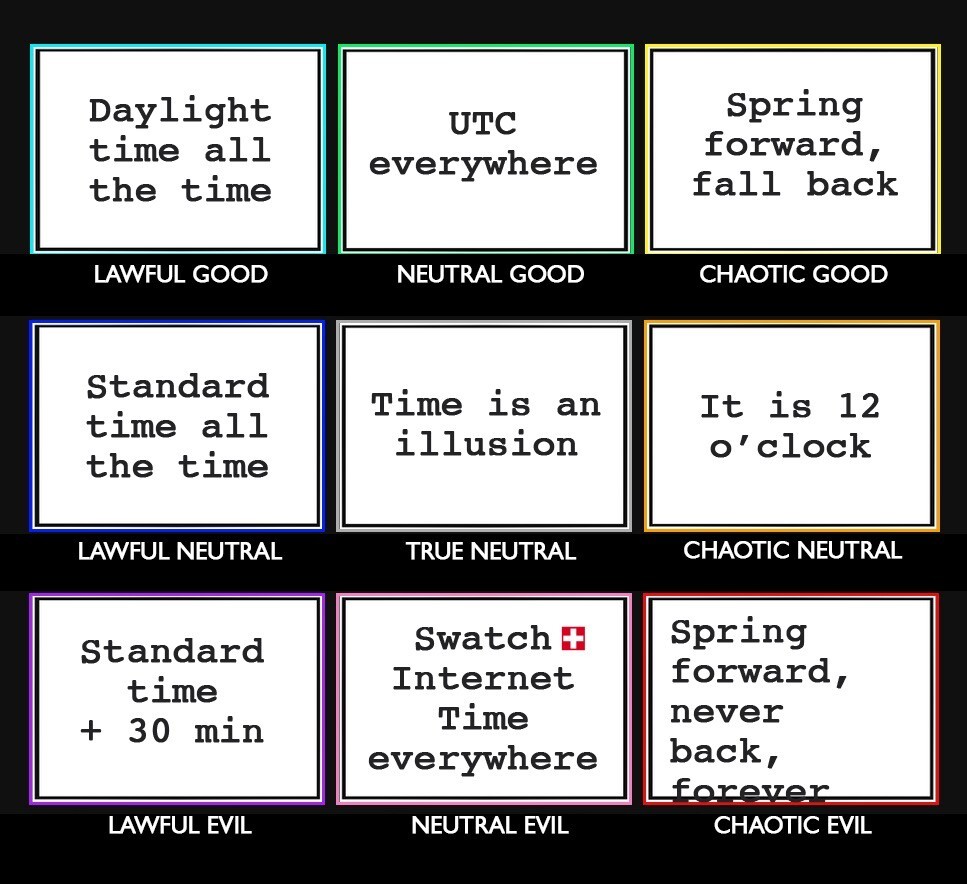 Daylight
time all
the time
LAWFUL GOOD
UTC
everywhere
NEUTRAL GOOD
Spring
forward,
fall back
CHAOTIC GOOD
Standard
time all
the time
LAWFUL NEUTRAL
Time is an
illusion
TRUE NEUTRAL
It is 12
o’clock
CHAOTIC NEUTRAL
Standard
time
+ 30 min
LAWFUL EVIL
Swatch
Internet
Time
everywhere
NEUTRAL EVIL
Spring
forward,
never
back,
forever
CHAOTIC EVIL